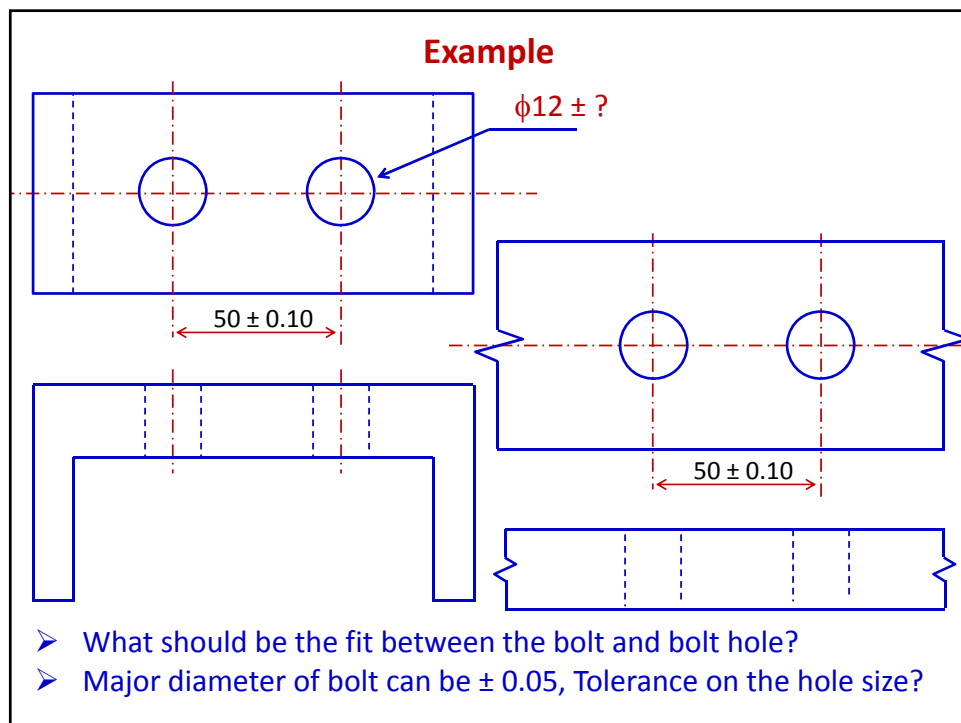 Example
ϕ12 ± ?
50 ± 0.10
50 ± 0.10
➢ What should be the fit between the bolt and bolt hole?
➢ Major diameter of bolt can be ± 0.05, Tolerance on the hole size?